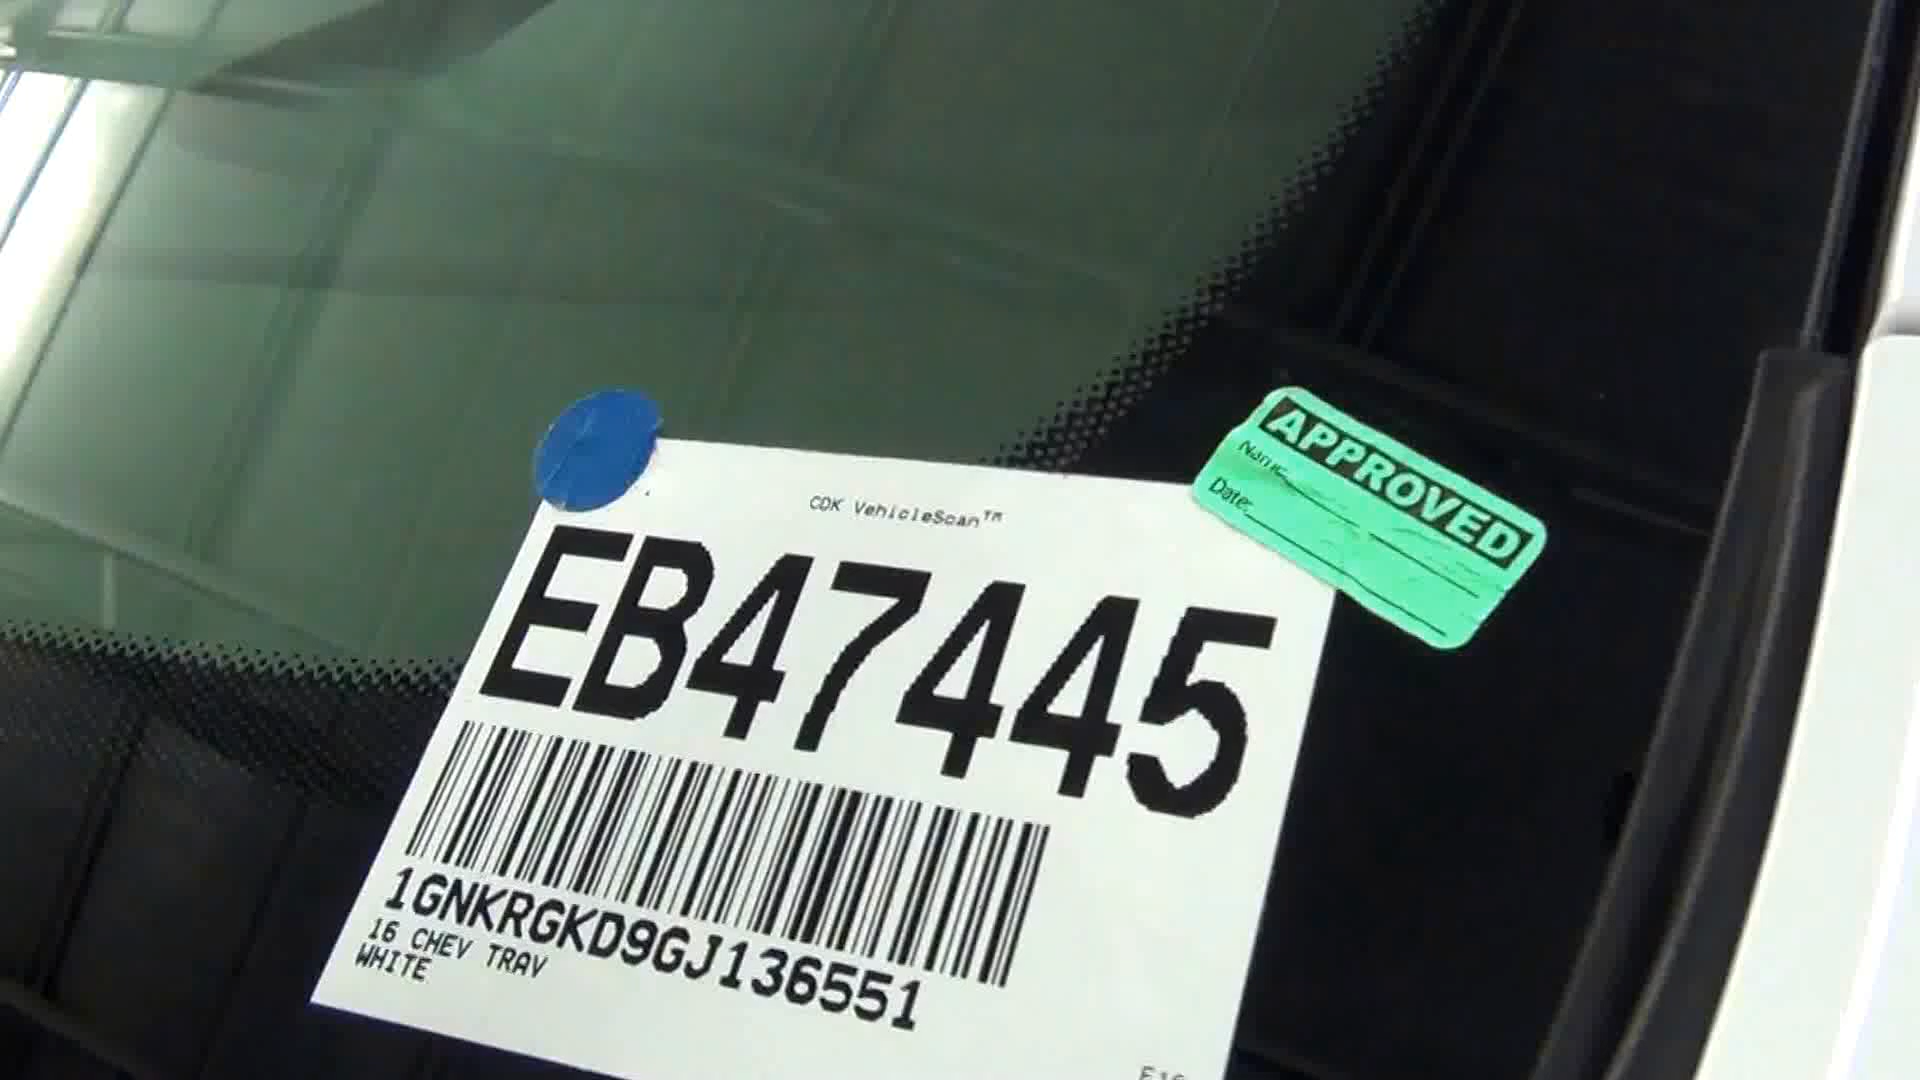 APPROVED
Name
Date:
CDK VehicleScan™
EB47445
1GNKRGKD9GJ136551
16 CHEV TRAV
WHITE